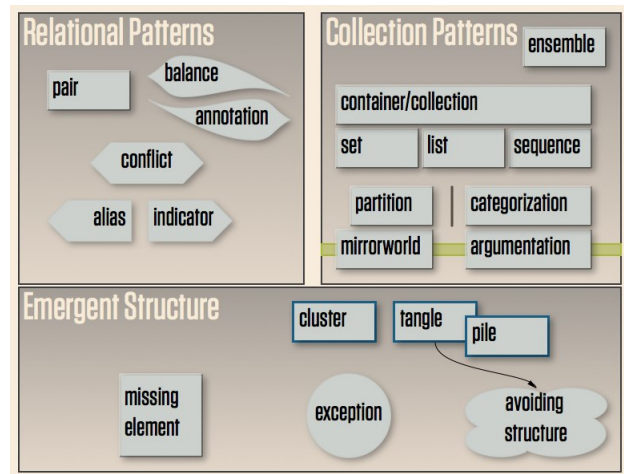 Relational Patterns
pair
balance
annotation
conflict
alias
indicator
Collection Patterns
ensemble
container/collection
set
list
sequence
partition
categorization
mirrorworld
argumentation
Emergent Structure
cluster
tangle
pile
missing
element
exception
avoiding
structure